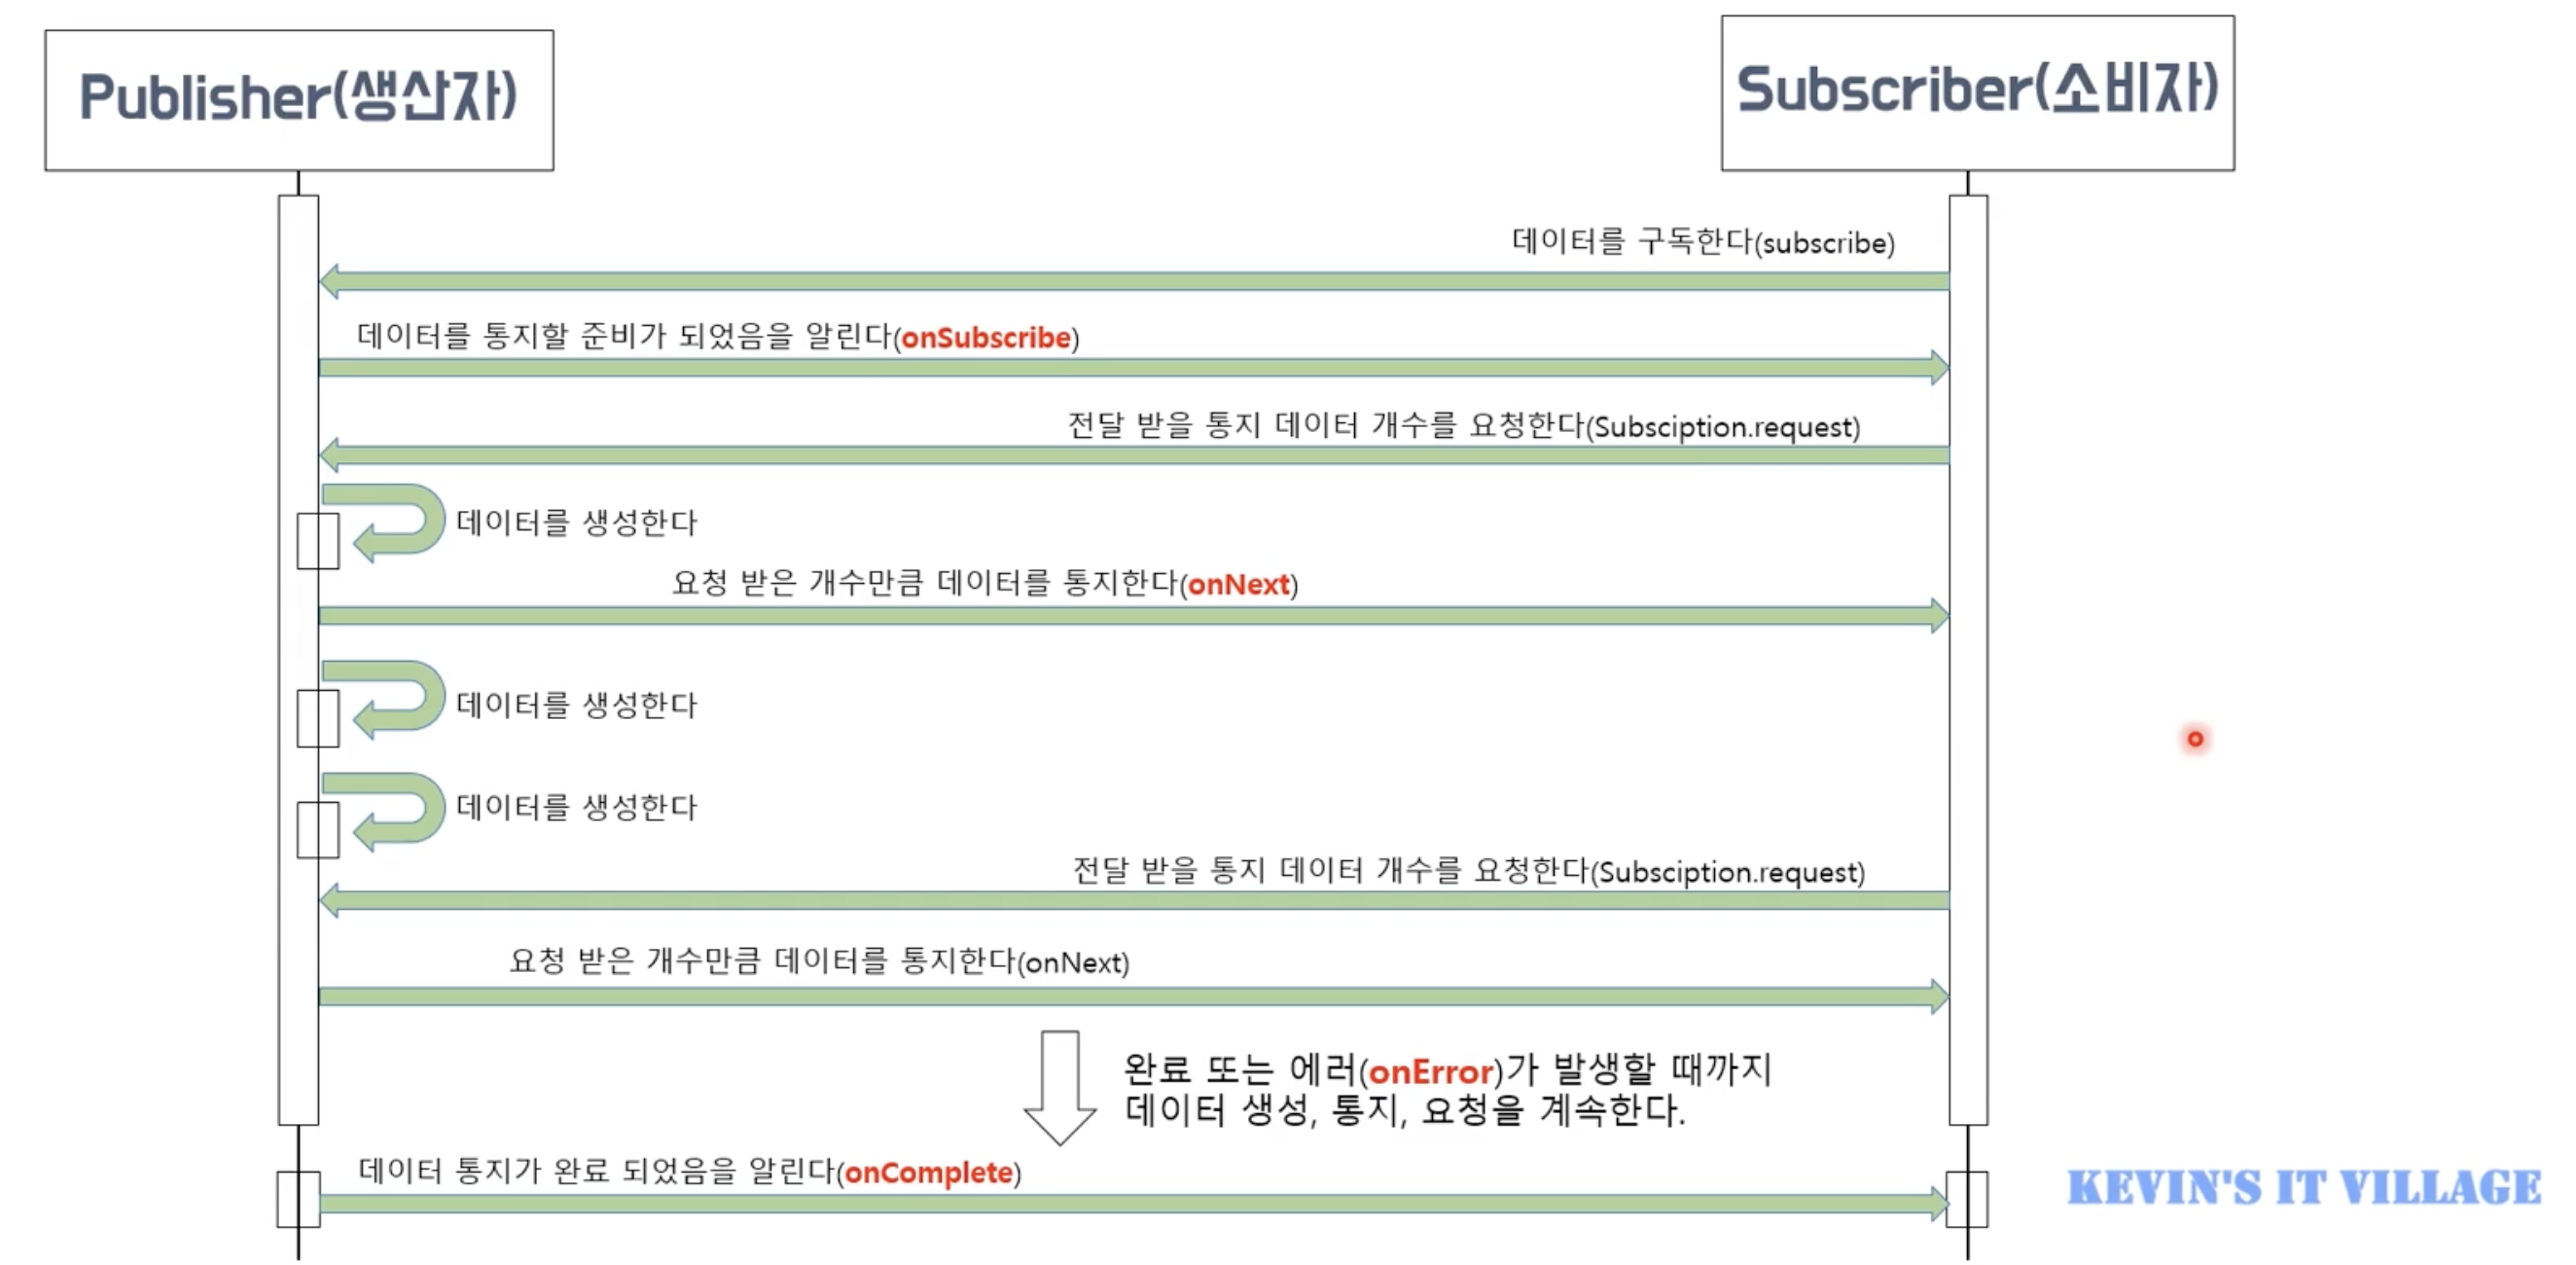 Publisher(생산자)
Subscriber(소비자)
데이터를 구독한다(subscribe)
데이터를 통지할 준비가 되었음을 알린다(onSubscribe)
전달 받을 통지 데이터 개수를 요청한다(Subsciption.request)
데이터를 생성한다
요청 받은 개수만큼 데이터를 통지한다(onNext)
데이터를 생성한다
데이터를 생성한다
전달 받을 통지 데이터 개수를 요청한다(Subsciption.request)
요청 받은 개수만큼 데이터를 통지한다(onNext)
완료 또는 에러(onError)가 발생할 때까지
데이터 생성, 통지, 요청을 계속한다.
데이터 통지가 완료 되었음을 알린다(onComplete)
KEVIN'S IT VILLAGE